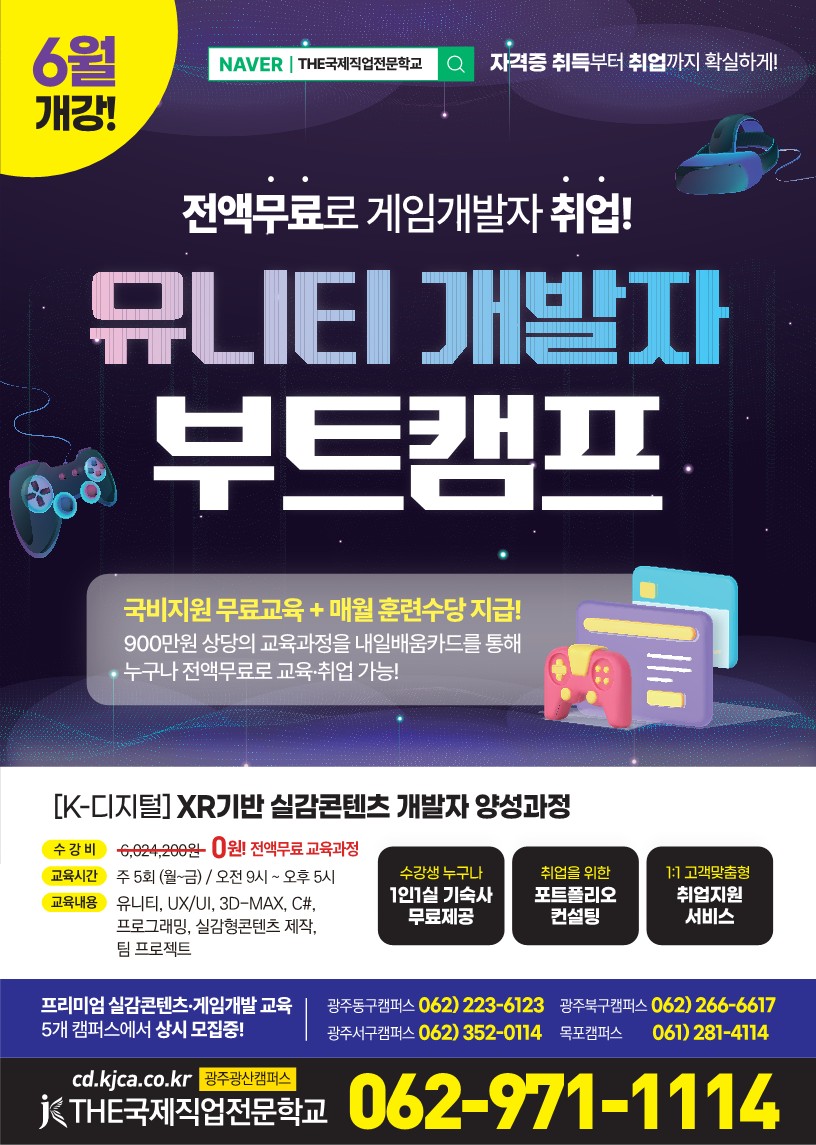 6월
개강!
NAVER | THE국제직업전문학교
자격증 취득부터 취업까지 확실하게!
전액무료로 게임개발자 취업!
유니티 개발자
부트캠프
국비지원 무료교육 + 매월 훈련수당 지급!
900만원 상당의 교육과정을 내일배움카드를 통해
누구나 전액무료로 교육·취업 가능!
[K-디지털] XR기반 실감콘텐츠 개발자 양성과정
수강비 6,024,200원 0원! 전액무료 교육과정
교육시간 주 5회 (월~금) / 오전 9시 ~ 오후 5시
교육내용 유니티, UX/UI, 3D-MAX, C#,
프로그래밍, 실감형콘텐츠 제작,
팀 프로젝트
수강생 누구나
1인1실 기숙사
무료제공
취업을 위한
포트폴리오
컨설팅
1:1 고객맞춤형
취업지원
서비스
프리미엄 실감콘텐츠·게임개발 교육
5개 캠퍼스에서 상시 모집중!
광주동구캠퍼스 062) 223-6123 광주북구캠퍼스 062) 266-6617
광주서구캠퍼스 062) 352-0114 목포캠퍼스 061) 281-4114
cd.kjca.co.kr 광주광산캠퍼스
THE국제직업전문학교
062-971-1114